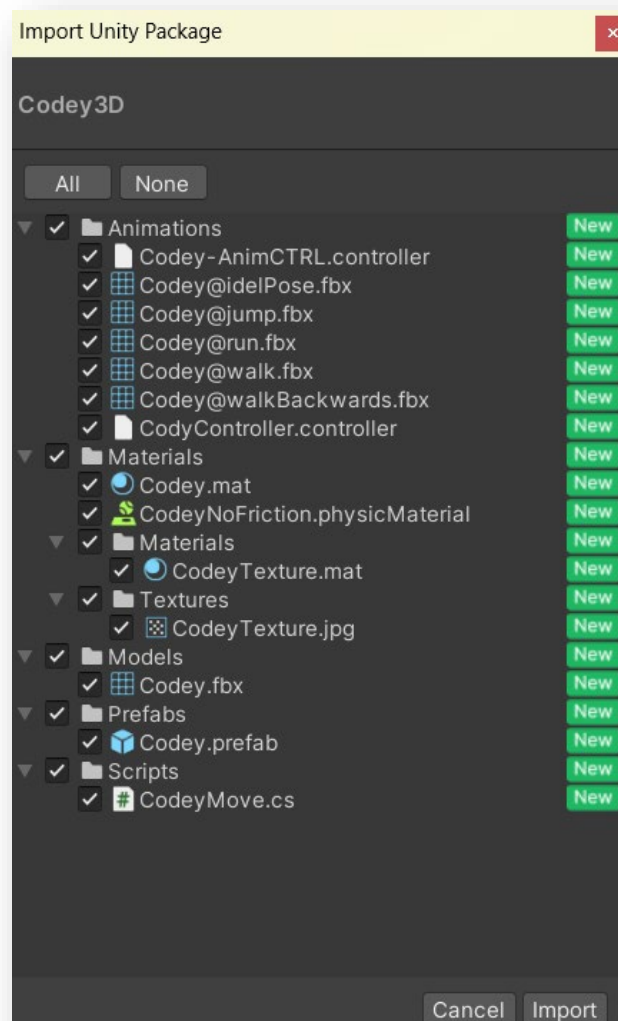 Import Unity Package
Codey3D
All None
Animations New
Codey-AnimCTRL.controller New
Codey@idelPose.fbx New
Codey@jump.fbx New
Codey@run.fbx New
Codey@walk.fbx New
Codey@walkBackwards.fbx New
CodyController.controller New
Materials New
Codey.mat New
CodeyNoFriction.physicMaterial New
Materials New
CodeyTexture.mat New
Textures New
CodeyTexture.jpg New
Models New
Codey.fbx New
Prefabs New
Codey.prefab New
Scripts New
# CodeyMove.cs New
Cancel Import